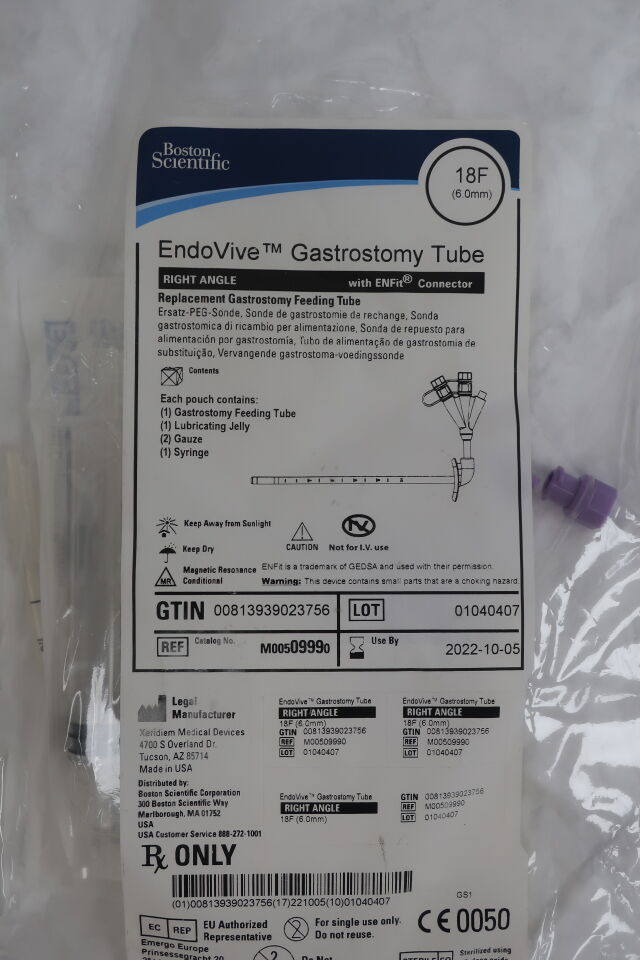 Boston
Scientific
18F
(6.0mm)
EndoVive™ Gastrostomy Tube
RIGHT ANGLE with ENFit® Connector
Replacement Gastrostomy Feeding Tube
Ersatz-PEG-Sonde, Sonde de gastrostomie de rechange, Sonda
gastrostomica di ricambio per alimentazione, Sonda de repuesto para
alimentación por gastrostomía, Tubo de alimentação de gastrostomia de
substituição, Vervangende gastrostoma-voedingssonde
Contents
Each pouch contains:
(1) Gastrostomy Feeding Tube
(1) Lubricating Jelly
(2) Gauze
(1) Syringe
Keep Away from Sunlight
Keep Dry
CAUTION
IV
Not for I.V. use
MR
Magnetic Resonance
Conditional
ENFit is a trademark of GEDSA and used with their permission.
Warning: This device contains small parts that are a choking hazard.
GTIN 00813939023756
LOT 01040407
REF Catalog No. M00509990
Use By 2022-10-05
Legal
Manufacturer
Xeridiem Medical Devices
4700 S Overland Dr.
Tucson, AZ 85714
Made in USA
Distributed by:
Boston Scientific Corporation
300 Boston Scientific Way
Marlborough, MA 01752
USA
USA Customer Service 888-272-1001
EndoVive™ Gastrostomy Tube
RIGHT ANGLE
18F (6.0mm)
GTIN 00813939023756
REF M00509990
LOT 01040407
EndoVive™ Gastrostomy Tube
RIGHT ANGLE
18F (6.0mm)
GTIN 00813939023756
REF M00509990
LOT 01040407
EndoVive™ Gastrostomy Tube
RIGHT ANGLE
18F (6.0mm)
GTIN 00813939023756
REF M00509990
LOT 01040407
Rx ONLY
(01)00813939023756(17)221005(10)01040407
GS1
EC REP
EU Authorized
Representative
2
For single use only.
Do not reuse.
CE 0050
Emergo Europe
Prinsessegracht 20
2
Do Not
STERILE EO
Sterilized using